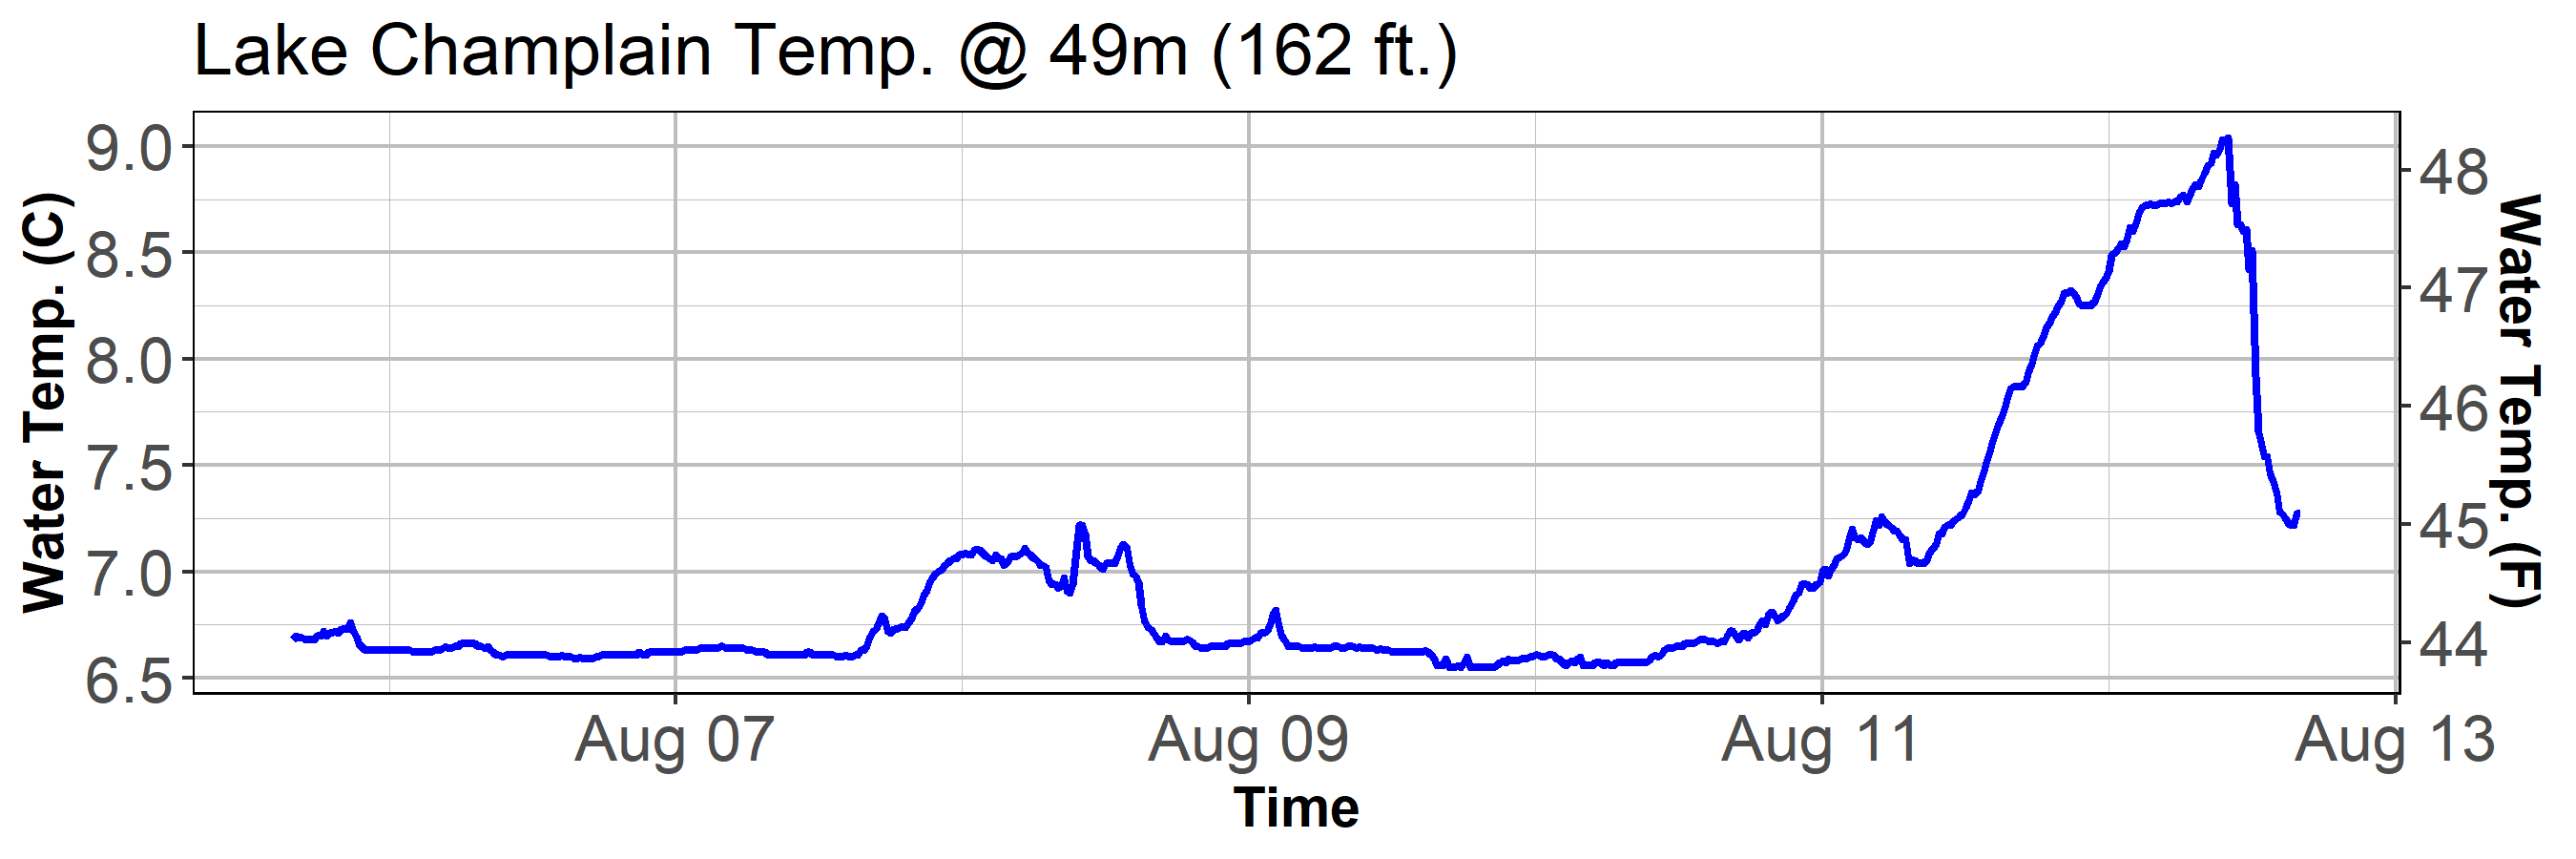 Lake Champlain Temp. @ 49m (162 ft.)
Water Temp. (C)
9.0
8.5
8.0
7.5
7.0
6.5
48
47
46
45
44
Water Temp. (F)
Aug 07 Aug 09 Aug 11 Aug 13
Time